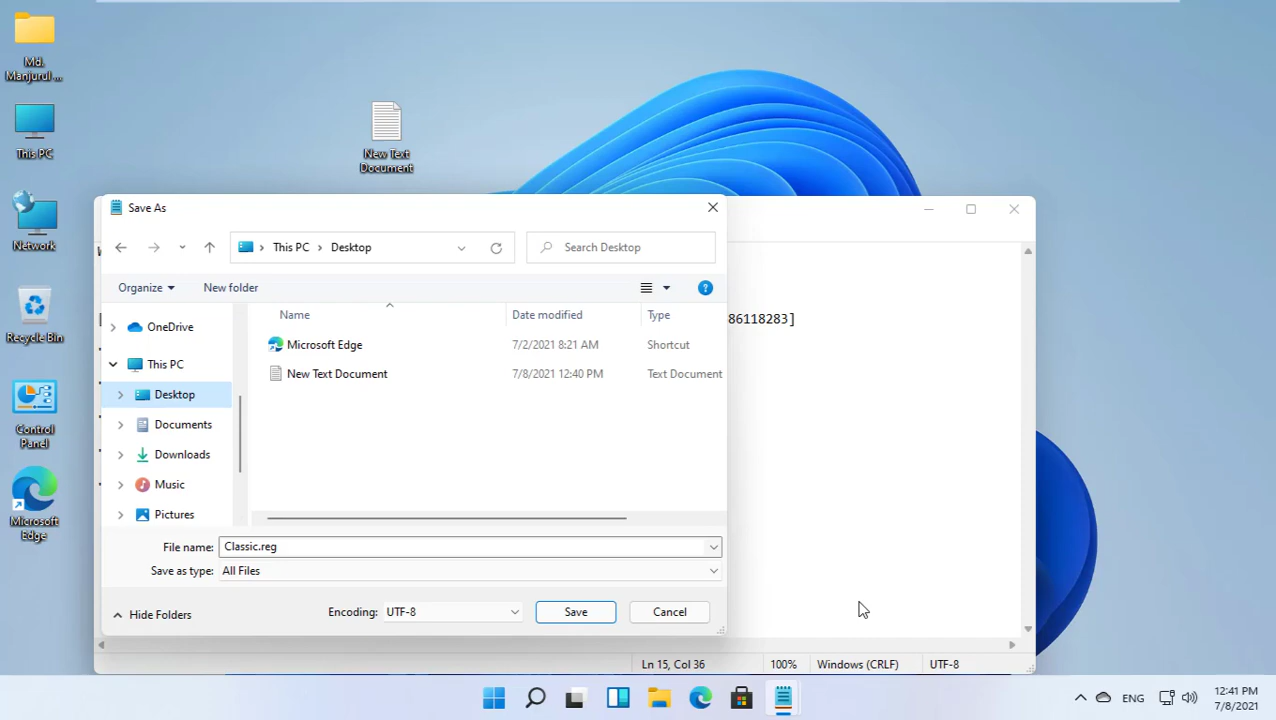 Md.
Manjurul ...
This PC
Network
Recycle Bin
Control
Panel
Microsoft
Edge
New Text
Document
Save As
This PC
Desktop
Search Desktop
Organize
New folder
OneDrive
This PC
Desktop
Documents
Downloads
Music
Pictures
Name
Date modified
Type
Microsoft Edge
7/2/2021 8:21 AM
Shortcut
New Text Document
7/8/2021 12:40 PM
Text Document
86118283]
File name:
Classic.reg
Save as type:
All Files
Hide Folders
Encoding:
UTF-8
Save
Cancel
Ln 15, Col 36
100%
Windows (CRLF)
UTF-8
ENG
12:41 PM
7/8/2021